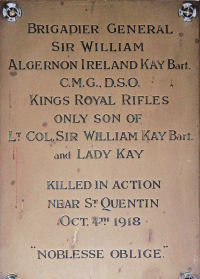 BRIGADIER GENERAL
SIR WILLIAM
ALGERNON IRELAND KAY Bart.
C.M.G., D.S.O.
KINGS ROYAL RIFLES
ONLY SON OF
LT COL, SIR WILLIAM KAY Bart.
and LADY KAY
KILLED IN ACTION
NEAR ST QUENTIN
OCT. 4TH 1918
"NOBLESSE OBLIGE."